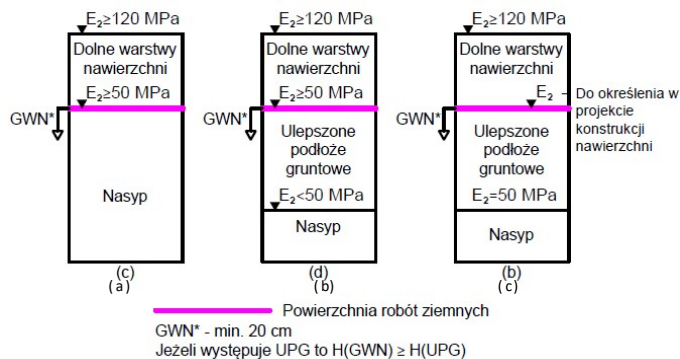 E₂≥120 MPa
Dolne warstwy
nawierzchni
E₂≥50 MPa
GWN*
Nasyp
(c)
(a)
E₂≥120 MPa
Dolne warstwy
nawierzchni
E₂≥50 MPa
GWN*
Ulepszone
podłoże
gruntowe
E₂<50 MPa
Nasyp
(d)
(b)
E₂≥120 MPa
Dolne warstwy
nawierzchni
E₂ – Do określenia w
projekcie
konstrukcji
nawierzchni
GWN*
Ulepszone
podłoże
gruntowe
E₂=50 MPa
Nasyp
(b)
(c)
Powierzchnia robót ziemnych
GWN* - min. 20 cm
Jeżeli występuje UPG to H(GWN) ≥ H(UPG)